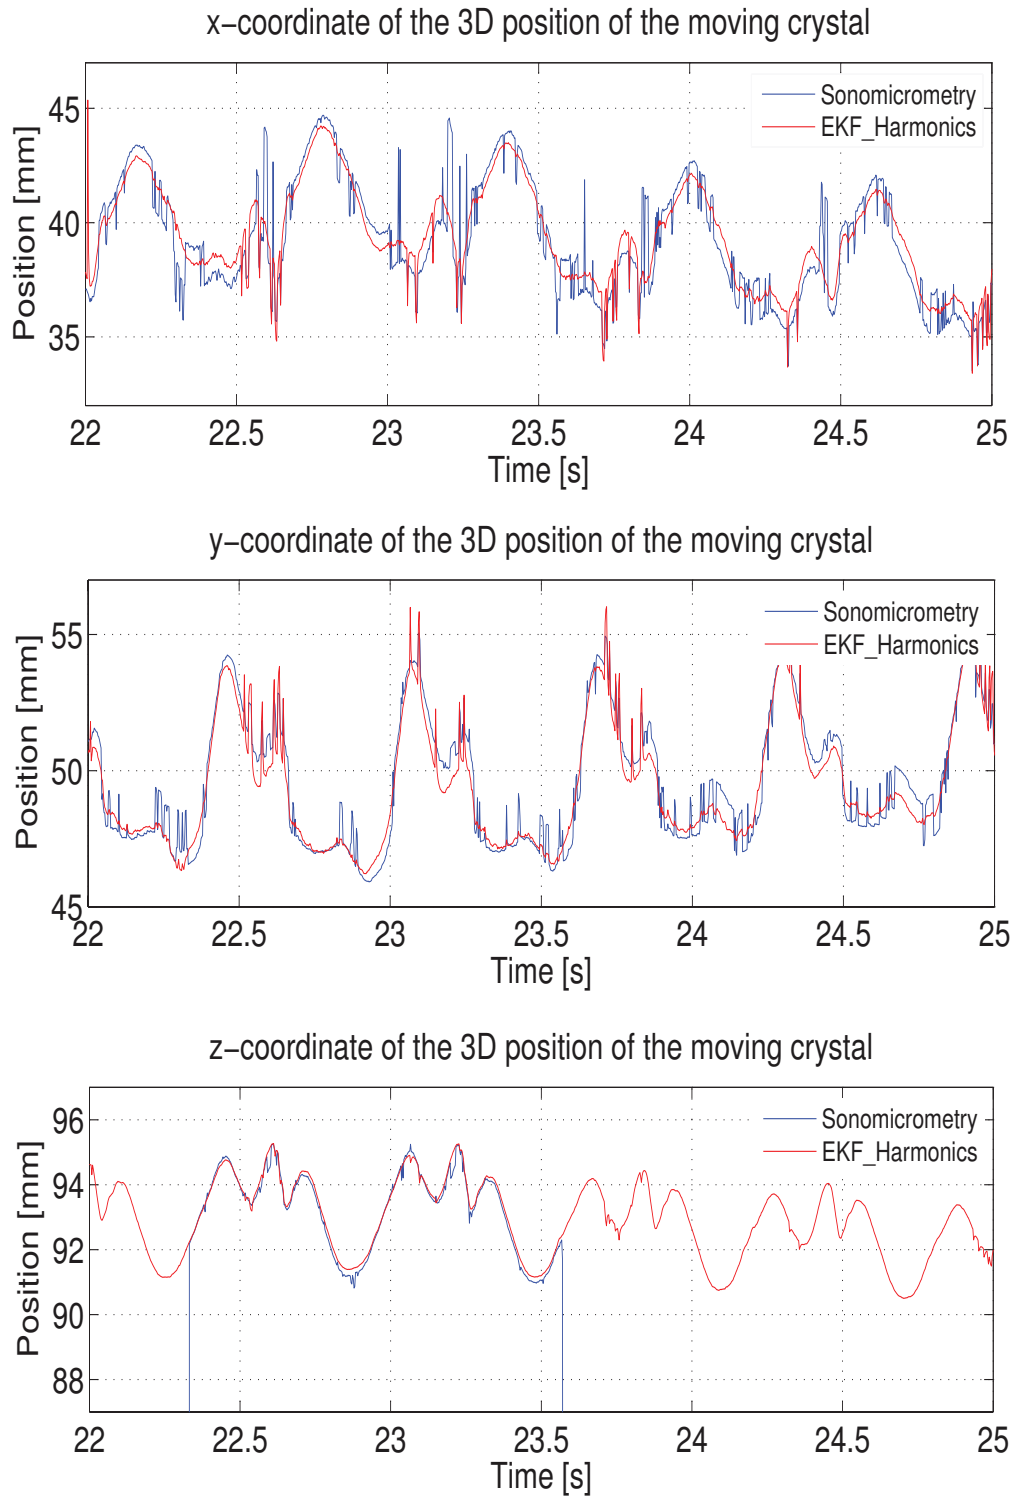 x−coordinate of the 3D position of the moving crystal
Sonomicrometry
EKF_Harmonics
Position [mm]
45
40
35
22 22.5 23 23.5 24 24.5 25
Time [s]
y−coordinate of the 3D position of the moving crystal
Sonomicrometry
EKF_Harmonics
Position [mm]
55
50
45
22 22.5 23 23.5 24 24.5 25
Time [s]
z−coordinate of the 3D position of the moving crystal
Sonomicrometry
EKF_Harmonics
Position [mm]
96
94
92
90
88
22 22.5 23 23.5 24 24.5 25
Time [s]